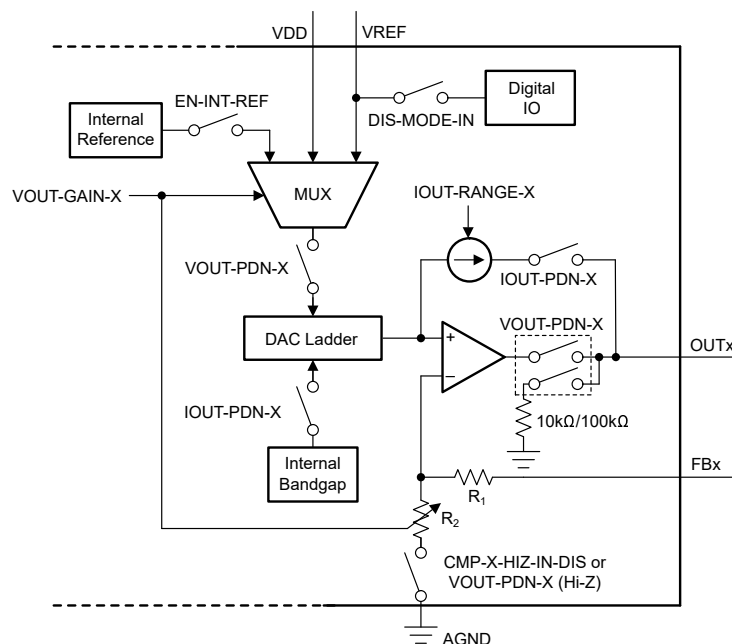 VDD
VREF
EN-INT-REF
Internal
Reference
DIS-MODE-IN
Digital
IO
VOUT-GAIN-X
MUX
IOUT-RANGE-X
VOUT-PDN-X
IOUT-PDN-X
DAC Ladder
VOUT-PDN-X
+
–
OUTx
IOUT-PDN-X
10kΩ/100kΩ
Internal
Bandgap
FBx
R₁
R₂
CMP-X-HIZ-IN-DIS or
VOUT-PDN-X (Hi-Z)
AGND